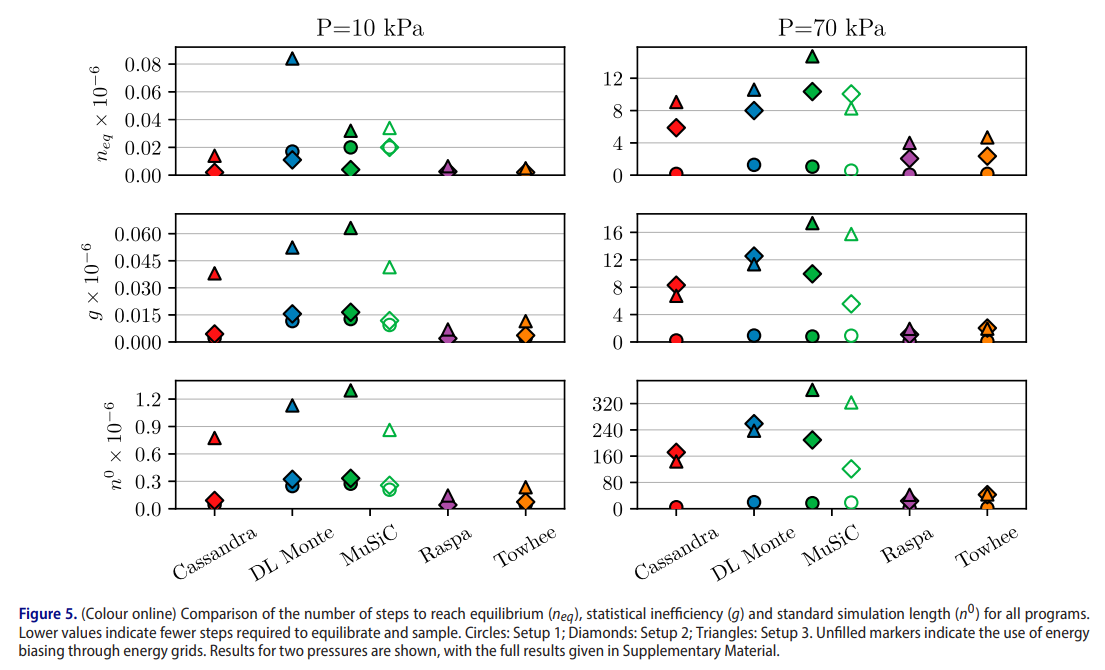 P=10 kPa
P=70 kPa
n_eq × 10⁻⁶
0.08
0.06
0.04
0.02
0.00
12
8
4
0
g × 10⁻⁶
0.060
0.045
0.030
0.015
0.000
16
12
8
4
0
n⁰ × 10⁻⁶
1.2
0.9
0.6
0.3
0.0
320
240
160
80
0
Cassandra
DL Monte
MuSiC
Raspa
Towhee
Cassandra
DL Monte
MuSiC
Raspa
Towhee
Figure 5. (Colour online) Comparison of the number of steps to reach equilibrium (n_eq), statistical inefficiency (g) and standard simulation length (n⁰) for all programs.
Lower values indicate fewer steps required to equilibrate and sample. Circles: Setup 1; Diamonds: Setup 2; Triangles: Setup 3. Unfilled markers indicate the use of energy
biasing through energy grids. Results for two pressures are shown, with the full results given in Supplementary Material.